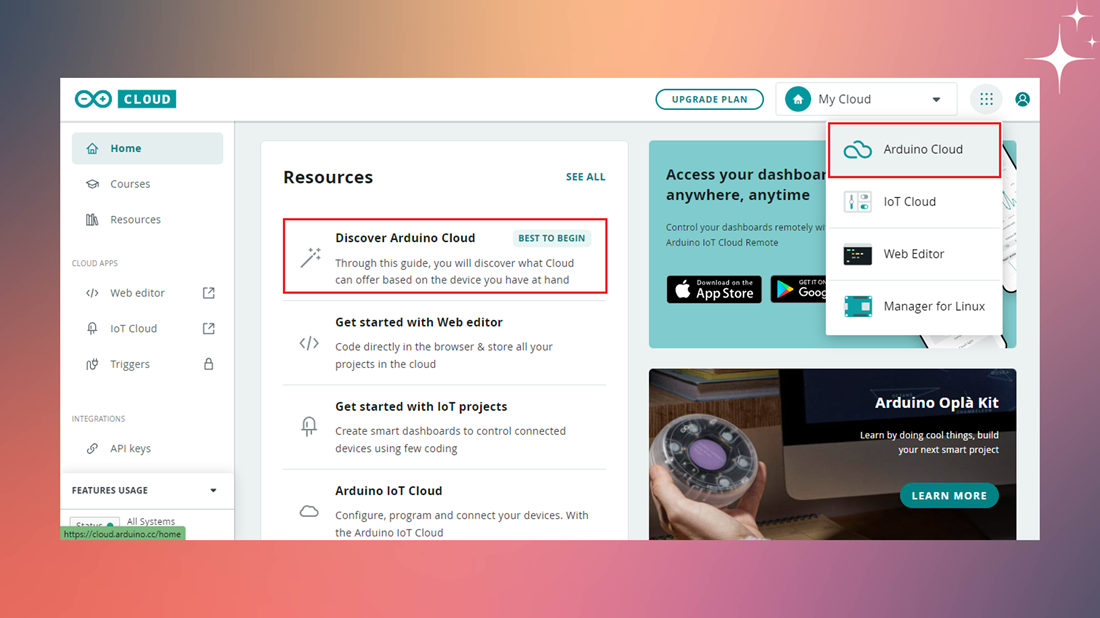 CLOUD
UPGRADE PLAN
My Cloud
Home
Courses
Resources
CLOUD APPS
Web editor
IoT Cloud
Triggers
INTEGRATIONS
API keys
FEATURES USAGE
Status
All Systems
https://cloud.arduino.cc/home
Resources
SEE ALL
Discover Arduino Cloud
BEST TO BEGIN
Through this guide, you will discover what Cloud
can offer based on the device you have at hand
Get started with Web editor
Code directly in the browser & store all your
projects in the cloud
Get started with IoT projects
Create smart dashboards to control connected
devices using few coding
Arduino IoT Cloud
Configure, program and connect your devices. With
the Arduino IoT Cloud
Access your dashboar
anywhere, anytime
Control your dashboards remotely wi
Arduino IoT Cloud Remote
Download on the
App Store
GET IT ON
Goog
Arduino Cloud
IoT Cloud
Web Editor
Manager for Linux
Arduino Oplà Kit
Learn by doing cool things, build
your next smart project
LEARN MORE